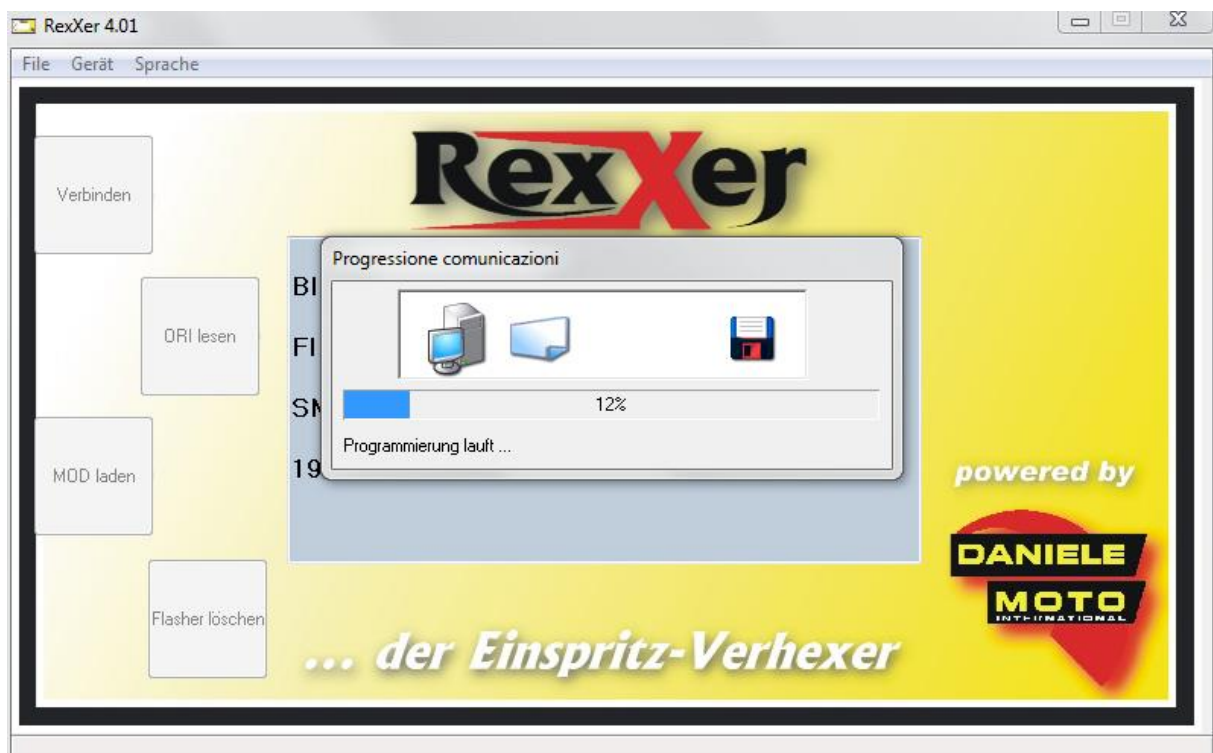 RexXer 4.01
File Gerät Sprache
RexXer
Verbinden
Progressione comunicazioni
BI
ORI lesen
FI
12%
SM
Programmierung lauft ...
19
MOD laden
powered by
DANIELE
MOTO
INTERNATIONAL
Flasher löschen
... der Einspritz-Verhexer